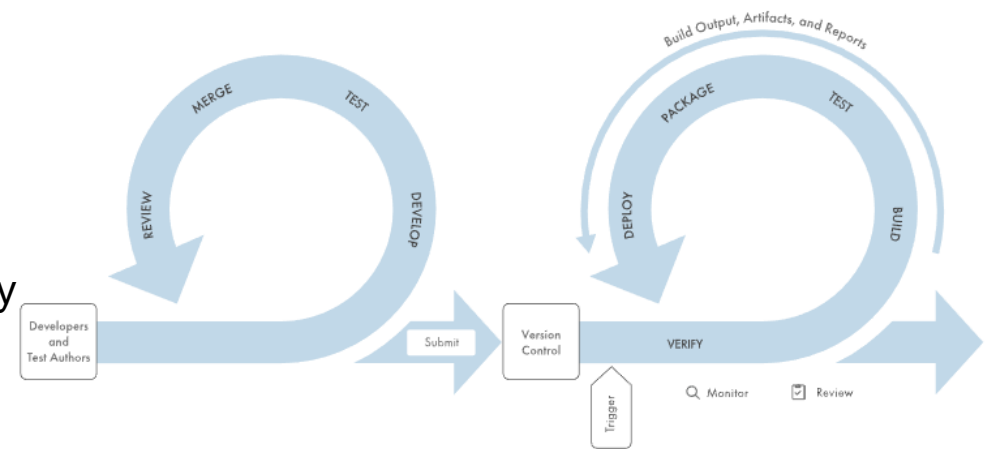 Build Output, Artifacts, and Reports
MERGE
TEST
REVIEW
DEVELOP
PACKAGE
TEST
DEPLOY
BUILD
y
Developers
and
Test Authors
Submit
Version
Control
VERIFY
Trigger
Monitor
Review